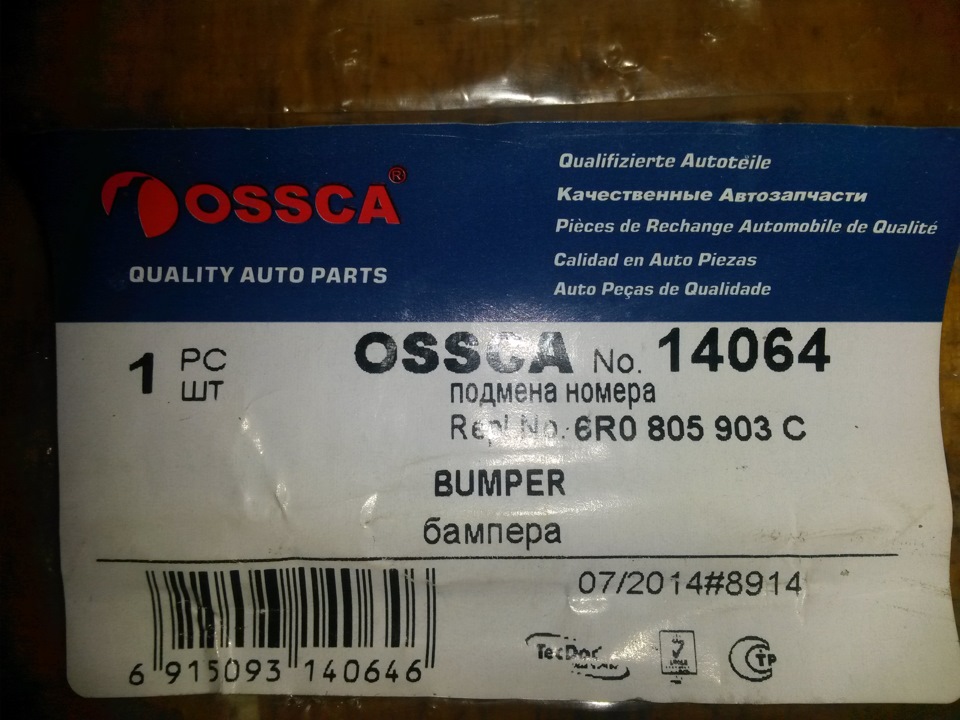 OSSCA®
QUALITY AUTO PARTS
Qualifizierte Autoteile
Качественные Автозапчасти
Pièces de Rechange Automobile de Qualité
Calidad en Auto Piezas
Auto Peças de Qualidade
1 PC
ШТ
OSSCA No. 14064
подмена номера
Repl No.: 6R0 805 903 C
BUMPER
бампера
07/2014#8914
6 915093 140646
TecDoc
СТР